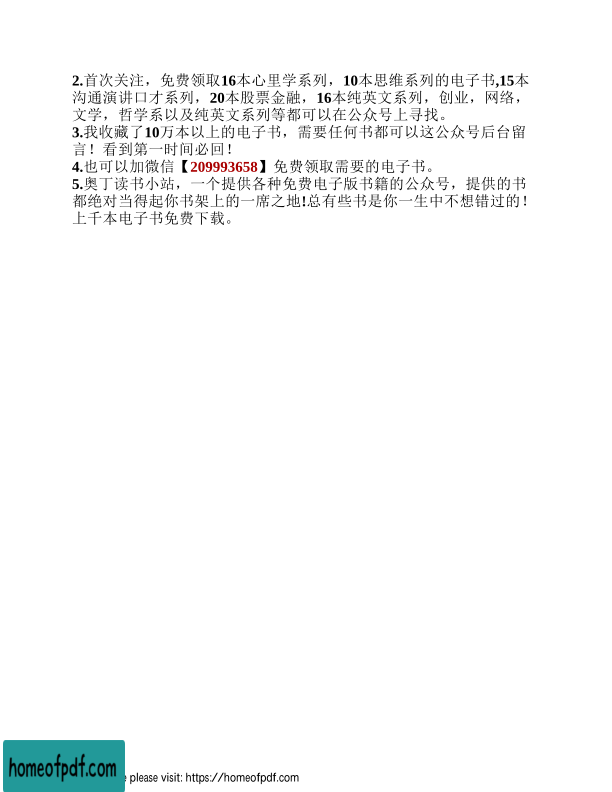 2.首次关注，免费领取16本心里学系列，10本思维系列的电子书,15本
沟通演讲口才系列，20本股票金融，16本纯英文系列，创业，网络，
文学，哲学系以及纯英文系列等都可以在公众号上寻找。
3.我收藏了10万本以上的电子书，需要任何书都可以这公众号后台留
言！看到第一时间必回！
4.也可以加微信【209993658】免费领取需要的电子书。
5.奥丁读书小站，一个提供各种免费电子版书籍的公众号，提供的书
都绝对当得起你书架上的一席之地!总有些书是你一生中不想错过的！
上千本电子书免费下载。
homeofpdf.com
please visit: https://homeofpdf.com